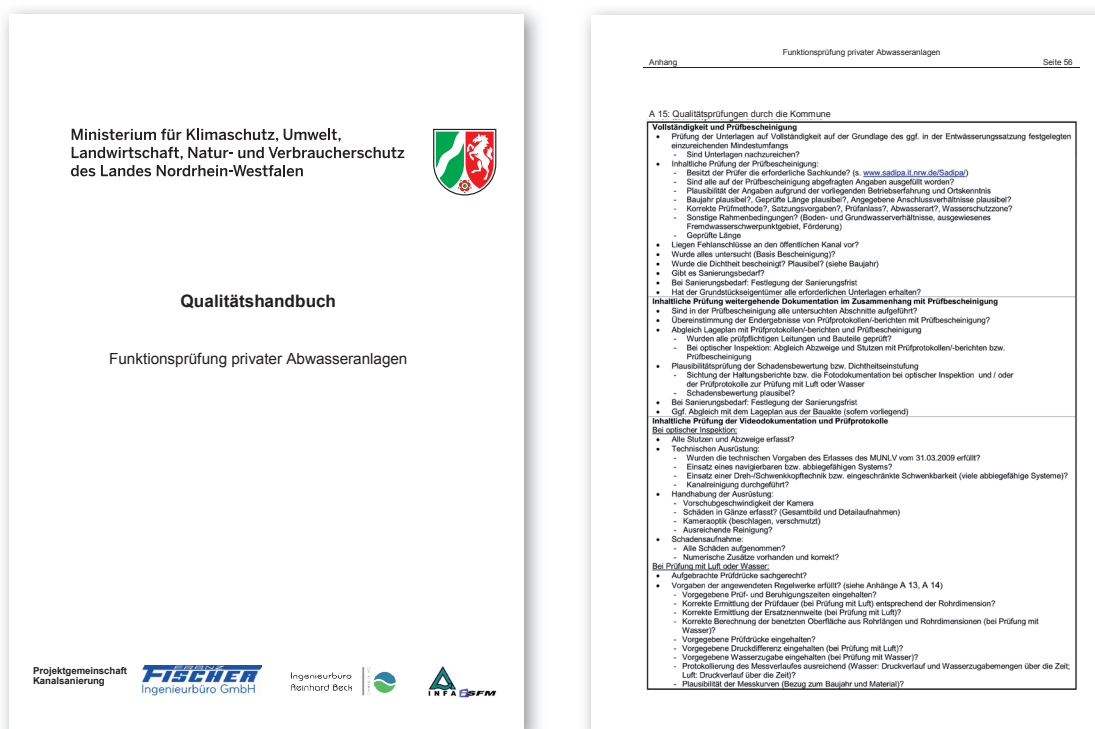 Ministerium für Klimaschutz, Umwelt,
Landwirtschaft, Natur- und Verbraucherschutz
des Landes Nordrhein-Westfalen
Qualitätshandbuch
Funktionsprüfung privater Abwasseranlagen
Projektgemeinschaft
Kanalsanierung
FRANZ
FISCHER
Ingenieurbüro GmbH
Ingenieurbüro
Reinhard Beck
INFA
ISFM
Funktionsprüfung privater Abwasseranlagen
Anhang Seite 56
A 15: Qualitätsprüfungen durch die Kommune
Vollständigkeit und Prüfbescheinigung
• Prüfung der Unterlagen auf Vollständigkeit auf der Grundlage des ggf. in der Entwässerungssatzung festgelegten
einzureichenden Mindestumfangs
- Sind Unterlagen nachzureichen?
• Inhaltliche Prüfung der Prüfbescheinigung:
- Besitzt der Prüfer die erforderliche Sachkunde? (s. www.sadipa.it.nrw.de/Sadipa/)
- Sind alle auf der Prüfbescheinigung abgefragten Angaben ausgefüllt worden?
- Plausibilität der Angaben aufgrund der vorliegenden Betriebserfahrung und Ortskenntnis
- Baujahr plausibel?, Geprüfte Länge plausibel?, Angegebene Anschlussverhältnisse plausibel?
- Korrekte Prüfmethode?, Satzungsvorgaben?, Prüfanlass?, Abwasserart?, Wasserschutzzone?
- Sonstige Rahmenbedingungen? (Boden- und Grundwasserverhältnisse, ausgewiesenes
Fremdwasserschwerpunktgebiet, Förderung)
- Geprüfte Länge
• Liegen Fehlanschlüsse an den öffentlichen Kanal vor?
• Wurde alles untersucht (Basis Bescheinigung)?
• Wurde die Dichtheit bescheinigt? Plausibel? (siehe Baujahr)
• Gibt es Sanierungsbedarf?
• Bei Sanierungsbedarf: Festlegung der Sanierungsfrist
• Hat der Grundstückseigentümer alle erforderlichen Unterlagen erhalten?
Inhaltliche Prüfung weitergehende Dokumentation im Zusammenhang mit Prüfbescheinigung
• Sind in der Prüfbescheinigung alle untersuchten Abschnitte aufgeführt?
• Übereinstimmung der Endergebnisse von Prüfprotokollen/-berichten mit Prüfbescheinigung?
• Abgleich Lageplan mit Prüfprotokollen/-berichten und Prüfbescheinigung
- Wurden alle prüfpflichtigen Leitungen und Bauteile geprüft?
- Bei optischer Inspektion: Abgleich Abzweige und Stutzen mit Prüfprotokollen/-berichten bzw.
Prüfbescheinigung
• Plausibilitätsprüfung der Schadensbewertung bzw. Dichtheitseinstufung
- Sichtung der Haltungsberichte bzw. die Fotodokumentation bei optischer Inspektion und / oder
der Prüfprotokolle zur Prüfung mit Luft oder Wasser
- Schadensbewertung plausibel?
• Bei Sanierungsbedarf: Festlegung der Sanierungsfrist
• Ggf. Abgleich mit dem Lageplan aus der Bauakte (sofern vorliegend)
Inhaltliche Prüfung der Videodokumentation und Prüfprotokolle
Bei optischer Inspektion:
• Alle Stutzen und Abzweige erfasst?
• Technischen Ausrüstung:
- Wurden die technischen Vorgaben des Erlasses des MUNLV vom 31.03.2009 erfüllt?
- Einsatz eines navigierbaren bzw. abbiegefähigen Systems?
- Einsatz einer Dreh-/Schwenkkopftechnik bzw. eingeschränkte Schwenkbarkeit (viele abbiegefähige Systeme)?
- Kanalreinigung durchgeführt?
• Handhabung der Ausrüstung:
- Vorschubgeschwindigkeit der Kamera
- Schäden in Gänze erfasst? (Gesamtbild und Detailaufnahmen)
- Kameraoptik (beschlagen, verschmutzt)
- Ausreichende Reinigung?
• Schadensaufnahme:
- Alle Schäden aufgenommen?
- Numerische Zusätze vorhanden und korrekt?
Bei Prüfung mit Luft oder Wasser:
• Aufgebrachte Prüfdrücke sachgerecht?
• Vorgaben der angewendeten Regelwerke erfüllt? (siehe Anhänge A 13, A 14)
- Vorgegebene Prüf- und Beruhigungszeiten eingehalten?
- Korrekte Ermittlung der Prüfdauer (bei Prüfung mit Luft) entsprechend der Rohrdimension?
- Korrekte Ermittlung der Ersatznennweite (bei Prüfung mit Luft)?
- Korrekte Berechnung der benetzten Oberfläche aus Rohrlängen und Rohrdimensionen (bei Prüfung mit
Wasser)?
- Vorgegebene Prüfdrücke eingehalten?
- Vorgegebene Druckdifferenz eingehalten (bei Prüfung mit Luft)?
- Vorgegebene Wasserzugabe eingehalten (bei Prüfung mit Wasser)?
- Protokollierung des Messverlaufes ausreichend (Wasser: Druckverlauf und Wasserzugabemengen über die Zeit;
Luft: Druckverlauf über die Zeit)?
- Plausibilität der Messkurven (Bezug zum Baujahr und Material)?